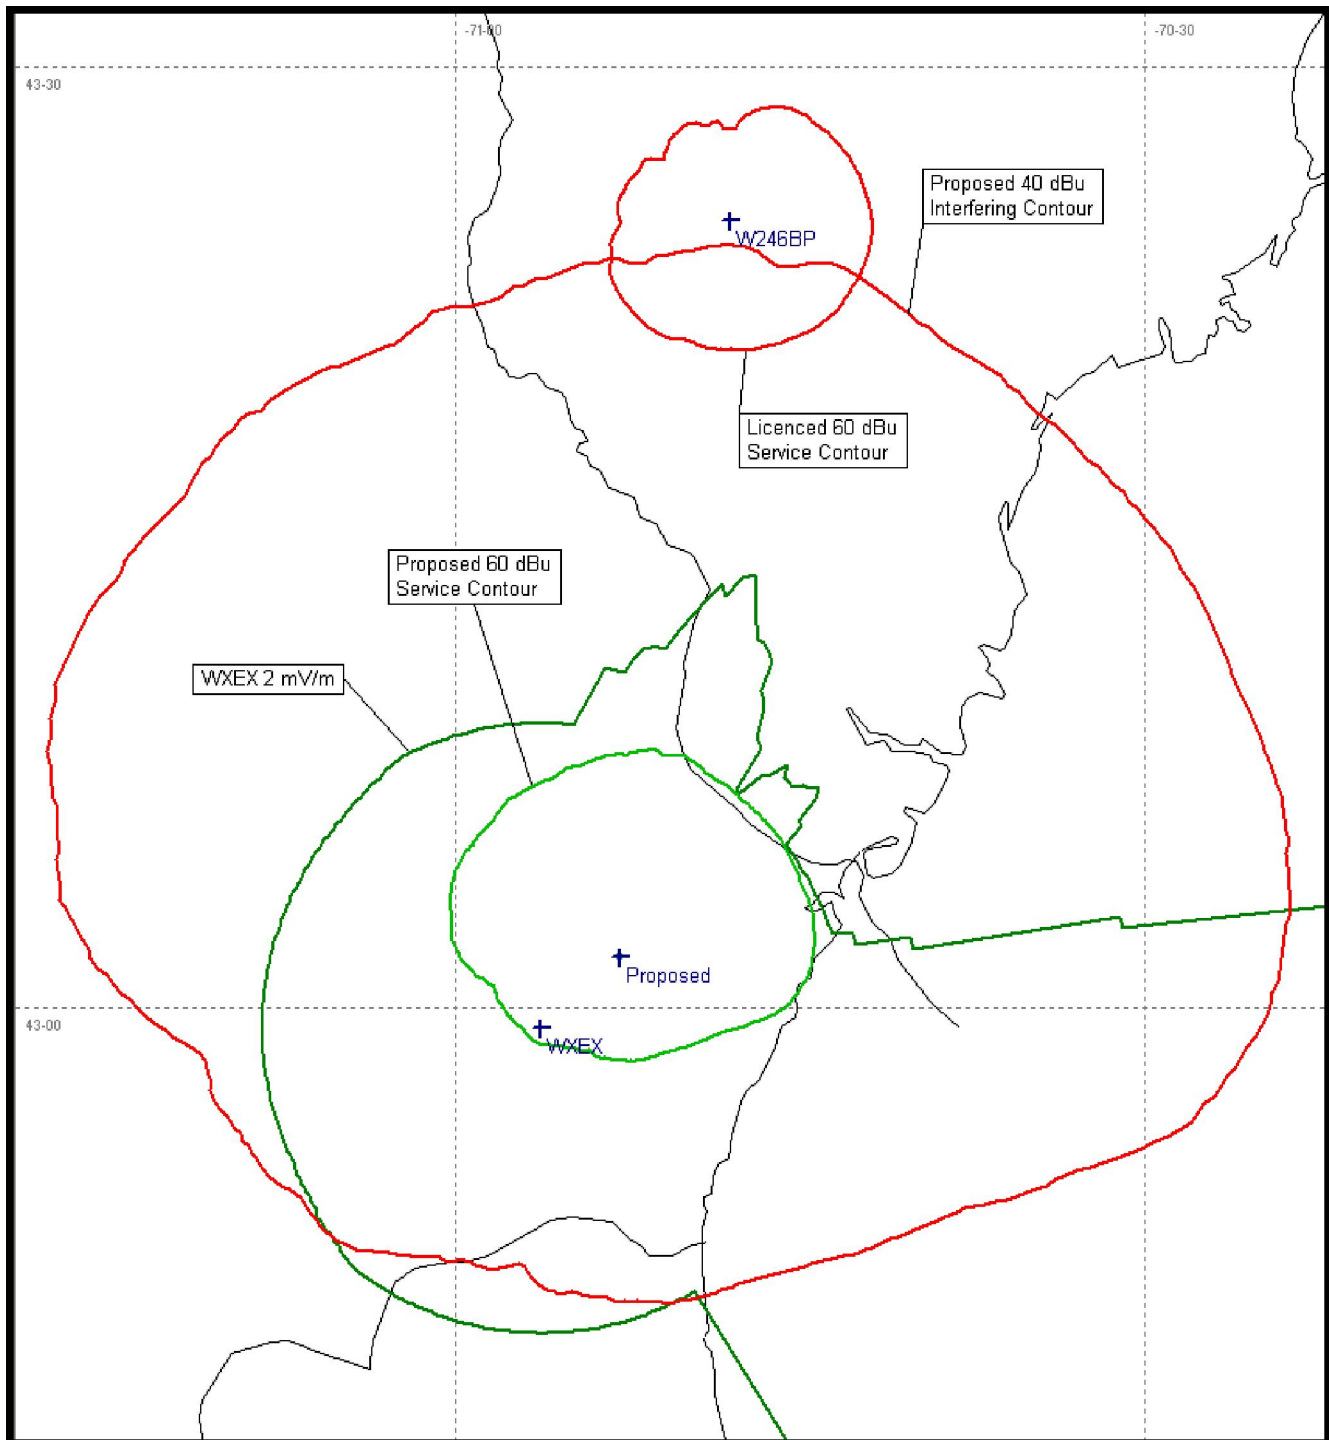 -71-00
-70-30
43-30
Proposed 40 dBu
Interfering Contour
W246BP
Licenced 60 dBu
Service Contour
Proposed 60 dBu
Service Contour
WXEX 2 mV/m
Proposed
43-00
WXEX